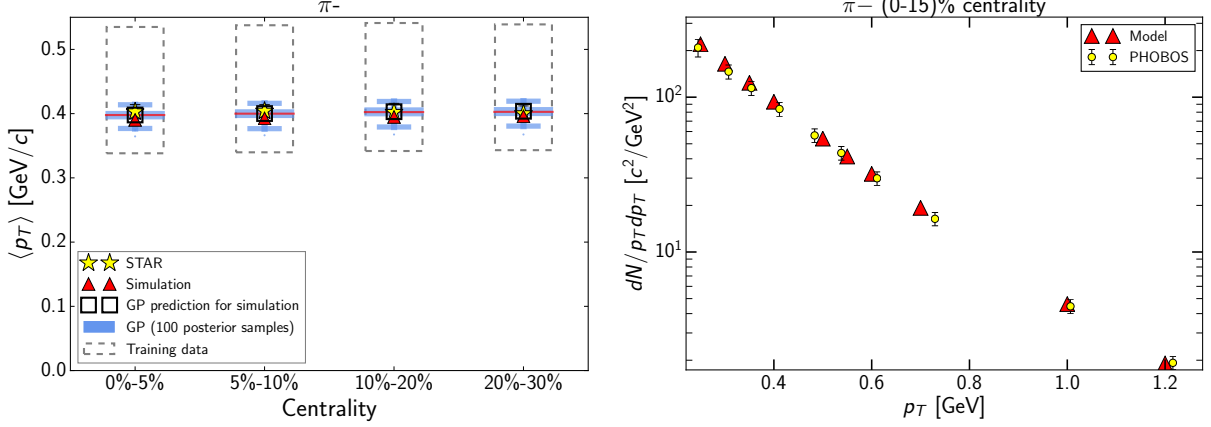 π-
0.5
0.4
0.3
0.2
0.1
0.0
⟨p_T⟩ [GeV/c]
STAR
Simulation
GP prediction for simulation
GP (100 posterior samples)
Training data
0%-5% 5%-10% 10%-20% 20%-30%
Centrality
π− (0-15)% centrality
Model
PHOBOS
10^2
10^1
dN/p_T dp_T [c^2/GeV^2]
0.4 0.6 0.8 1.0 1.2
p_T [GeV]